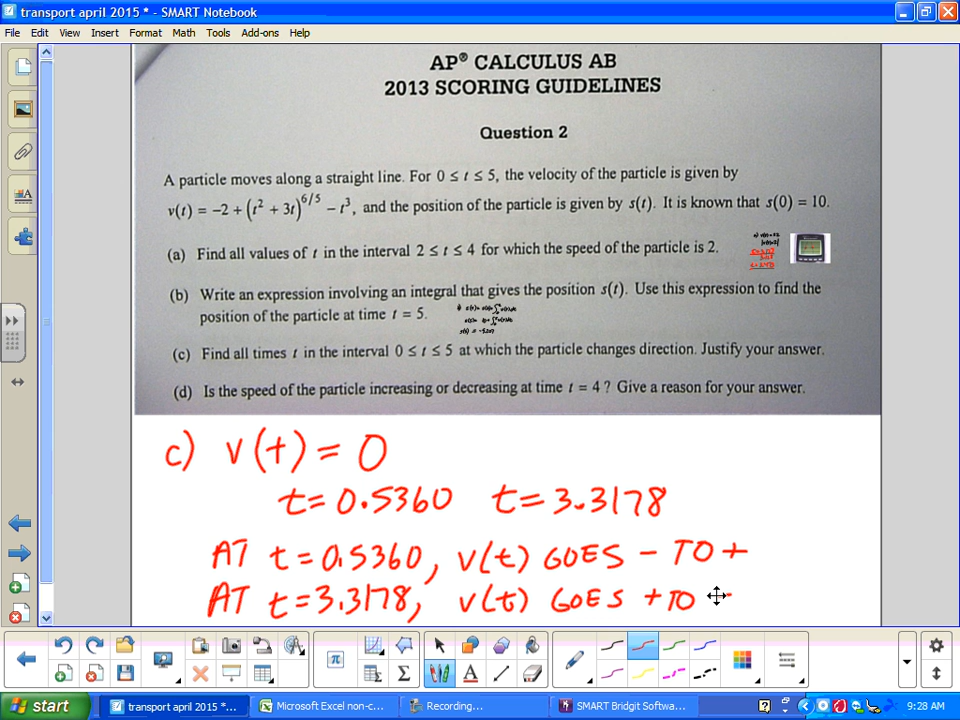 transport april 2015 * - SMART Notebook
File Edit View Insert Format Math Tools Add-ons Help
AP® CALCULUS AB
2013 SCORING GUIDELINES
Question 2
A particle moves along a straight line. For 0 ≤ t ≤ 5, the velocity of the particle is given by
v(t) = −2 + (t² + 3t)^(6/5) − t³, and the position of the particle is given by s(t). It is known that s(0) = 10.
(a) Find all values of t in the interval 2 ≤ t ≤ 4 for which the speed of the particle is 2.
(b) Write an expression involving an integral that gives the position s(t). Use this expression to find the
position of the particle at time t = 5.
(c) Find all times t in the interval 0 ≤ t ≤ 5 at which the particle changes direction. Justify your answer.
(d) Is the speed of the particle increasing or decreasing at time t = 4 ? Give a reason for your answer.
c) v(t) = 0
t = 0.5360 t = 3.3178
AT t = 0.5360, v(t) GOES − TO +
AT t = 3.3178, v(t) GOES + TO −
start transport april 2015 *... Microsoft Excel non-c... Recording... SMART Bridgit Softwa... 9:28 AM